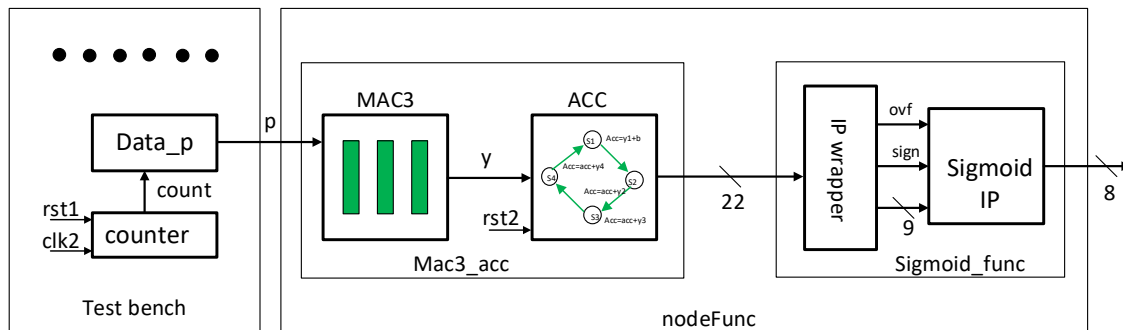 MAC3
ACC
Data_p
p
y
S1
Acc=y1+b
Acc=acc+y4
S4
S2
Acc=acc+y2
S3
Acc=acc+y3
IP wrapper
ovf
sign
9
Sigmoid
IP
8
22
count
rst1
clk2
counter
rst2
Mac3_acc
Sigmoid_func
Test bench
nodeFunc